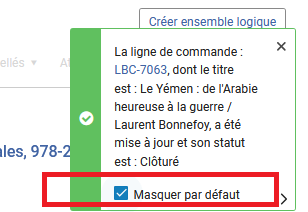 Créer ensemble logique
ellés
La ligne de commande :
LBC-7063, dont le titre
est : Le Yémen : de l'Arabie
heureuse à la guerre /
Laurent Bonnefoy, a été
mise à jour et son statut
est : Clôturé
ales, 978-2
Masquer par défaut